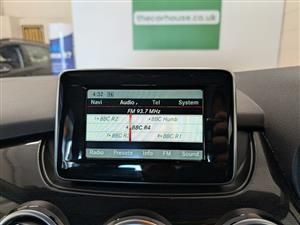 thecarhouse.co.uk
4:32
Navi Audio Tel System
FM 93.7 MHz
BBC R2 BBC Humb
BBC R4
BBC R3 BBC R1
Radio Presets Info FM Sound